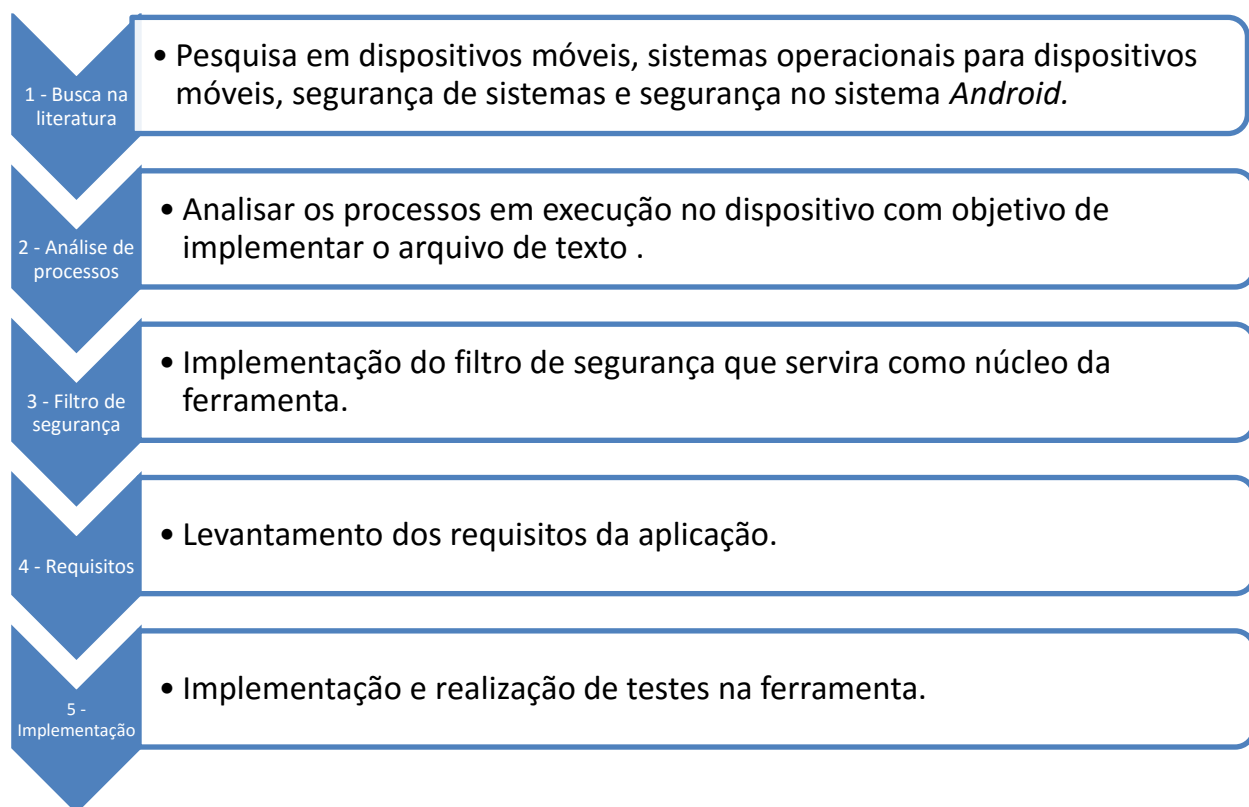 1 - Busca na
literatura
• Pesquisa em dispositivos móveis, sistemas operacionais para dispositivos
móveis, segurança de sistemas e segurança no sistema Android.
2 - Análise de
processos
• Analisar os processos em execução no dispositivo com objetivo de
implementar o arquivo de texto .
3 - Filtro de
segurança
• Implementação do filtro de segurança que servira como núcleo da
ferramenta.
4 - Requisitos
• Levantamento dos requisitos da aplicação.
5 -
Implementação
• Implementação e realização de testes na ferramenta.